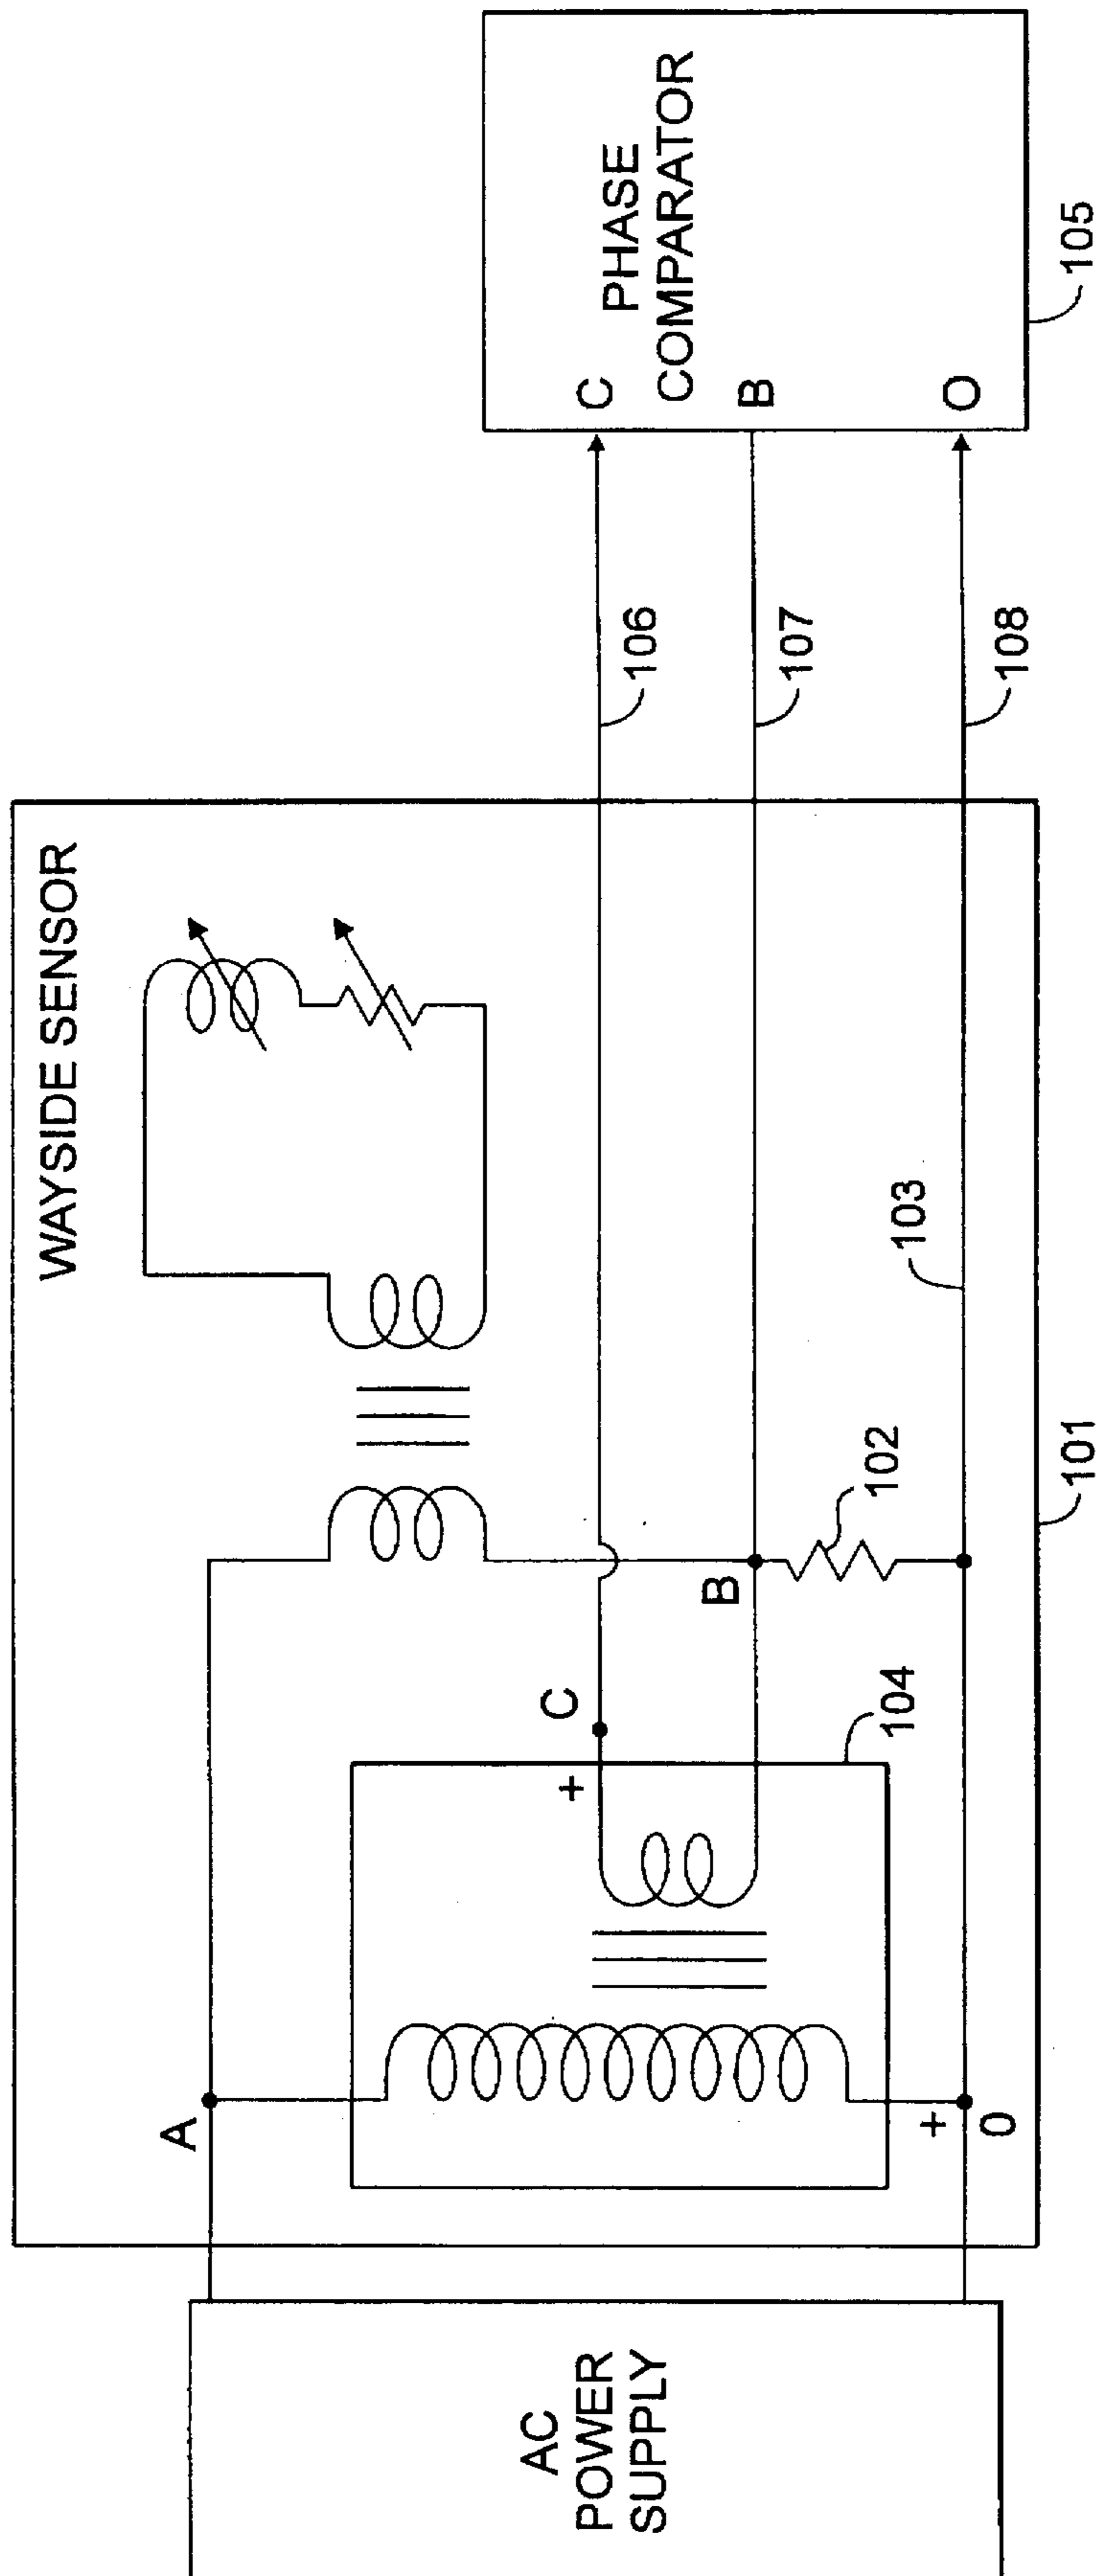 WAYSIDE SENSOR
AC
POWER
SUPPLY
A
+
0
+
C
104
B
102
103
101
106
107
108
C
PHASE
COMPARATOR
B
O
105